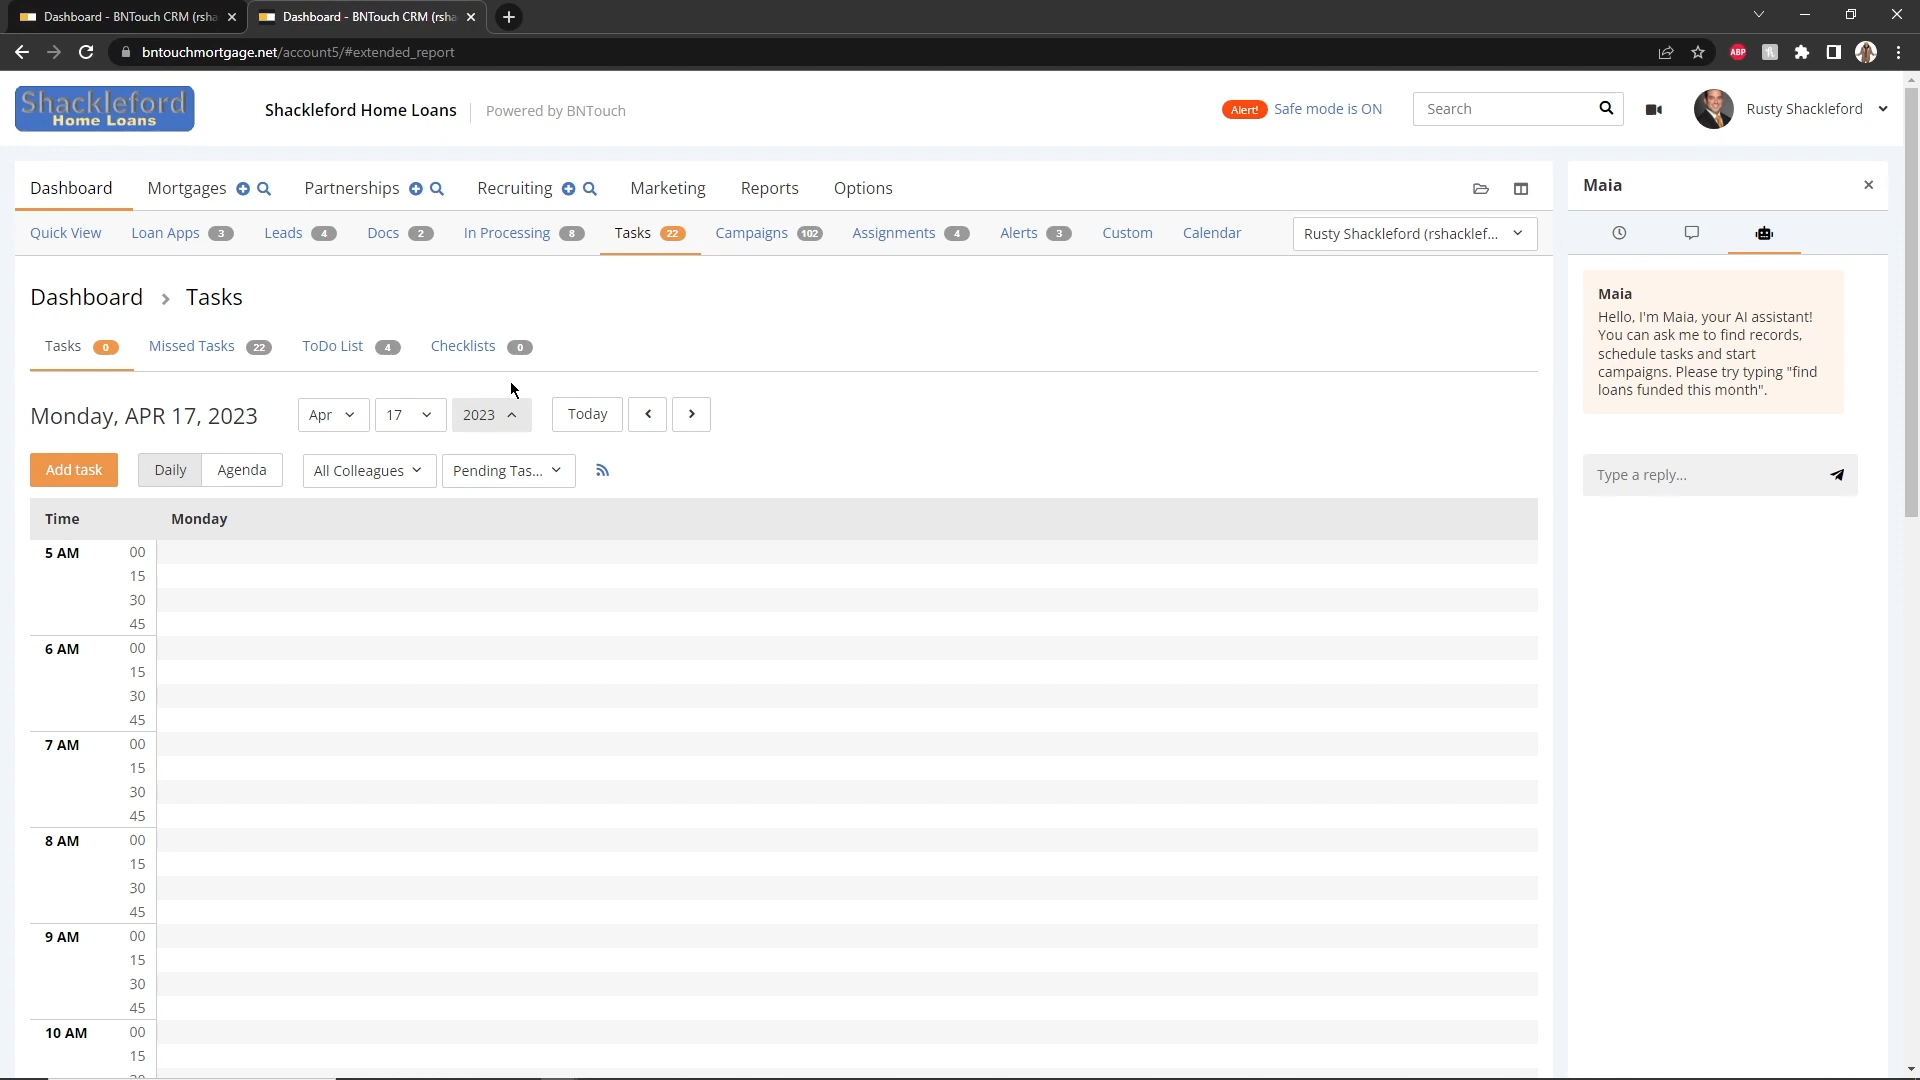 Dashboard - BNTouch CRM (rsha
Dashboard - BNTouch CRM (rsha
bntouchmortgage.net/account5/#extended_report
ABP
Shackleford
Home Loans
Shackleford Home Loans
Powered by BNTouch
Alert! Safe mode is ON
Search
Rusty Shackleford
Dashboard Mortgages Partnerships Recruiting Marketing Reports Options
Quick View Loan Apps 3 Leads 4 Docs 2 In Processing 8 Tasks 22 Campaigns 102 Assignments 4 Alerts 3 Custom Calendar
Rusty Shackleford (rshacklef...
Dashboard > Tasks
Tasks 0 Missed Tasks 22 ToDo List 4 Checklists 0
Monday, APR 17, 2023 Apr 17 2023 Today
Add task Daily Agenda All Colleagues Pending Tas...
Time Monday
5 AM 00
15
30
45
6 AM 00
15
30
45
7 AM 00
15
30
45
8 AM 00
15
30
45
9 AM 00
15
30
45
10 AM 00
15
30
Maia
Maia
Hello, I'm Maia, your AI assistant!
You can ask me to find records,
schedule tasks and start
campaigns. Please try typing "find
loans funded this month".
Type a reply...